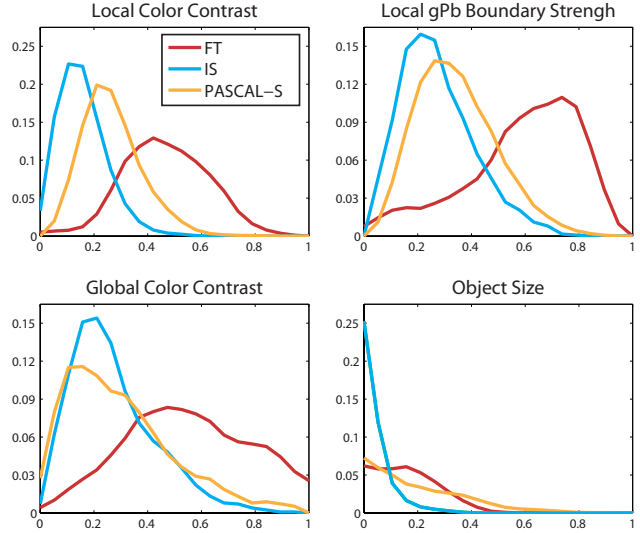 Local Color Contrast
0.25
0.2
0.15
0.1
0.05
0
0 0.2 0.4 0.6 0.8 1
FT
IS
PASCAL-S
Local gPb Boundary Strengh
0.15
0.12
0.09
0.06
0.03
0
0 0.2 0.4 0.6 0.8 1
Global Color Contrast
0.15
0.12
0.09
0.06
0.03
0
0 0.2 0.4 0.6 0.8 1
Object Size
0.25
0.2
0.15
0.1
0.05
0
0 0.2 0.4 0.6 0.8 1